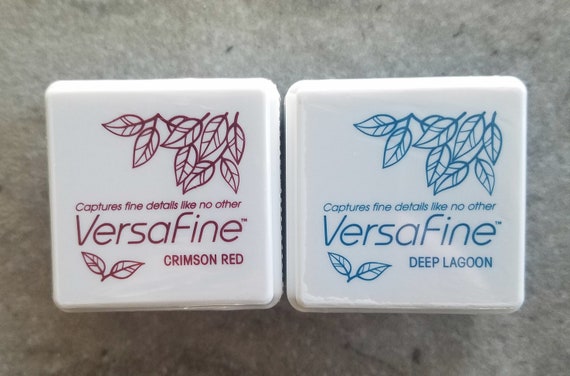 Captures fine details like no other
VersaFine™
CRIMSON RED
Captures fine details like no other
VersaFine™
DEEP LAGOON